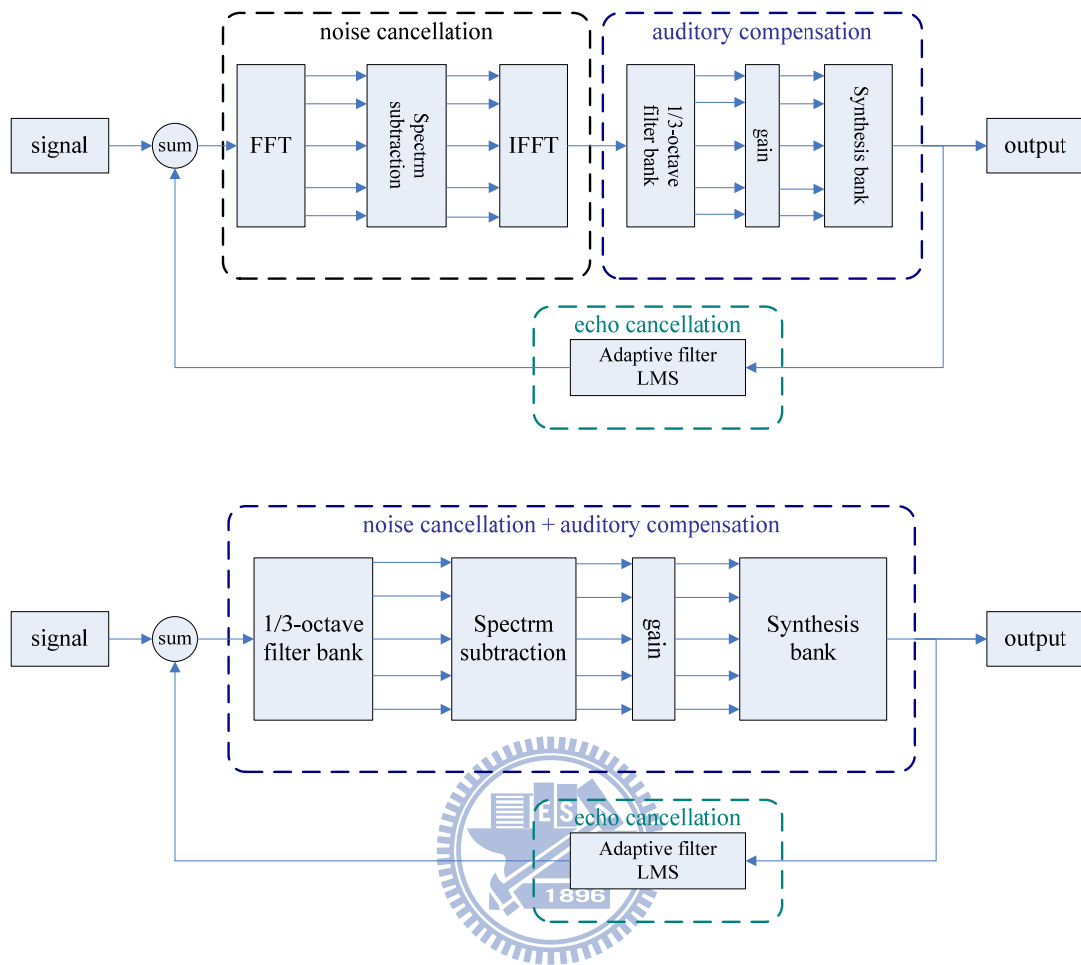 noise cancellation
auditory compensation
signal
sum
FFT
Spectrm
subtraction
IFFT
1/3-octave
filter bank
gain
Synthesis bank
output
echo cancellation
Adaptive filter
LMS
noise cancellation + auditory compensation
signal
sum
1/3-octave
filter bank
Spectrm
subtraction
gain
Synthesis
bank
output
ES
echo cancellation
Adaptive filter
LMS
1896